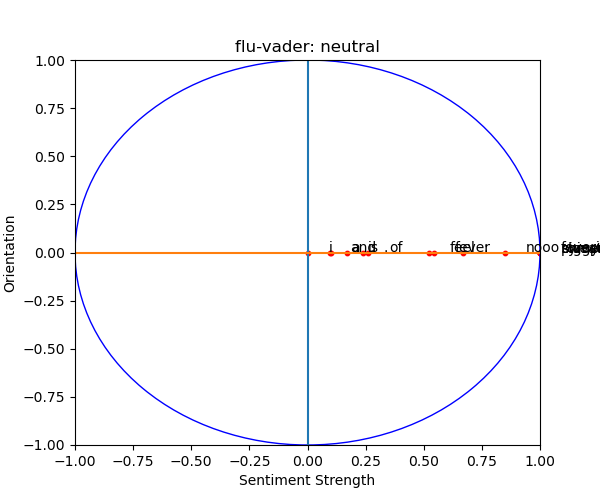 flu-vader: neutral
1.00
0.75
0.50
0.25
0.00
−0.25
−0.50
−0.75
−1.00
Orientation
i and is . of fever nooo
−1.00 −0.75 −0.50 −0.25 0.00 0.25 0.50 0.75 1.00
Sentiment Strength